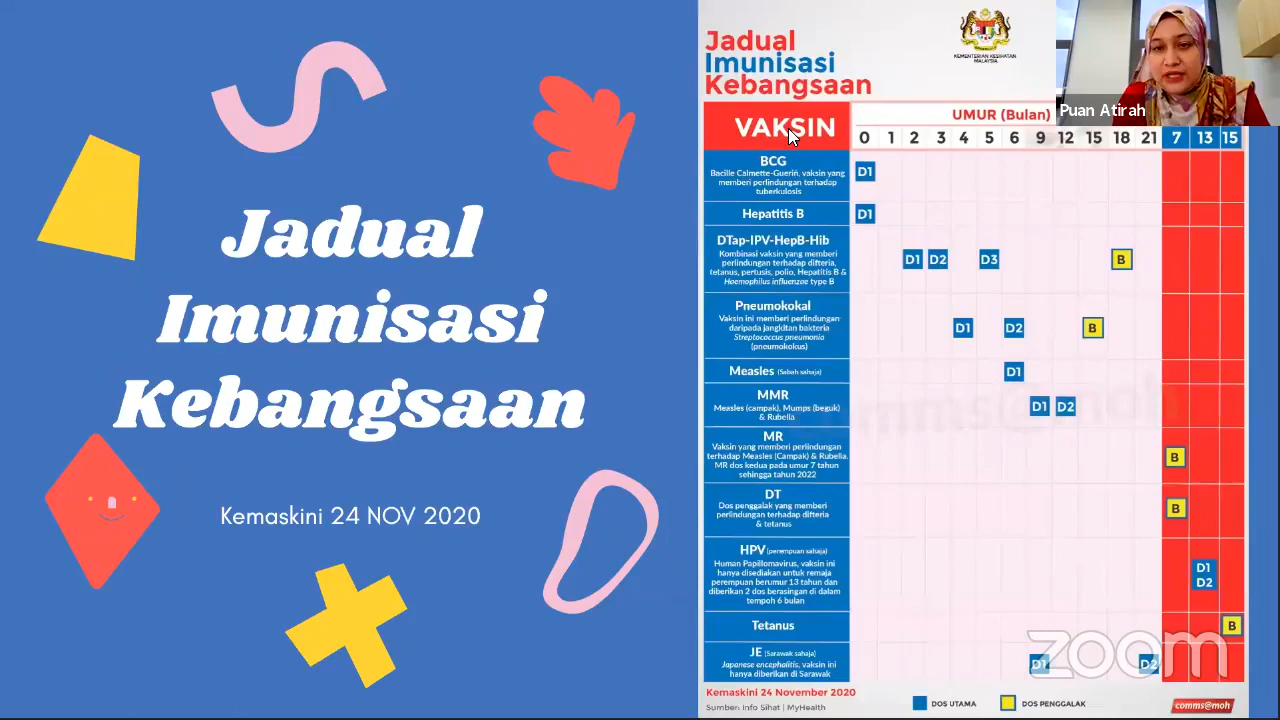 Jadual
Imunisasi
Kebangsaan
Kemaskini 24 NOV 2020
Jadual
Imunisasi
Kebangsaan
KEMENTERIAN KESIHATAN
MALAYSIA
Puan Atirah
VAKSIN
UMUR (Bulan)
0 1 2 3 4 5 6 9 12 15 18 21 7 13 15
BCG
Bacille Calmette-Guerin, vaksin yang
memberi perlindungan terhadap
tuberkulosis
D1
Hepatitis B
D1
DTap-IPV-HepB-Hib
Kombinasi vaksin yang memberi
perlindungan terhadap difteria,
tetanus, pertusis, polio, Hepatitis B &
Haemophilus influenzae type B
D1 D2 D3 B
Pneumokokal
Vaksin ini memberi perlindungan
daripada jangkitan bakteria
Streptococcus pneumonia
(pneumokokus)
D1 D2 B
Measles (Sabah sahaja)
D1
MMR
Measles (campak), Mumps (beguk)
& Rubella
D1 D2
MR
Vaksin yang memberi perlindungan
terhadap Measles (Campak) & Rubella.
MR dos kedua pada umur 7 tahun
sehingga tahun 2022
B
DT
Dos penggalak yang memberi
perlindungan terhadap difteria
& tetanus
B
HPV (perempuan sahaja)
Human Papillomavirus, vaksin ini
hanya disediakan untuk remaja
perempuan berumur 13 tahun dan
diberikan 2 dos berasingan di dalam
tempoh 6 bulan
D1
D2
Tetanus
B
JE (Sarawak sahaja)
Japanese encephalitis, vaksin ini
hanya diberikan di Sarawak
D1 D2
zoom
Kemaskini 24 November 2020
Sumber: Info Sihat | MyHealth
DOS UTAMA
DOS PENGGALAK
comms@moh